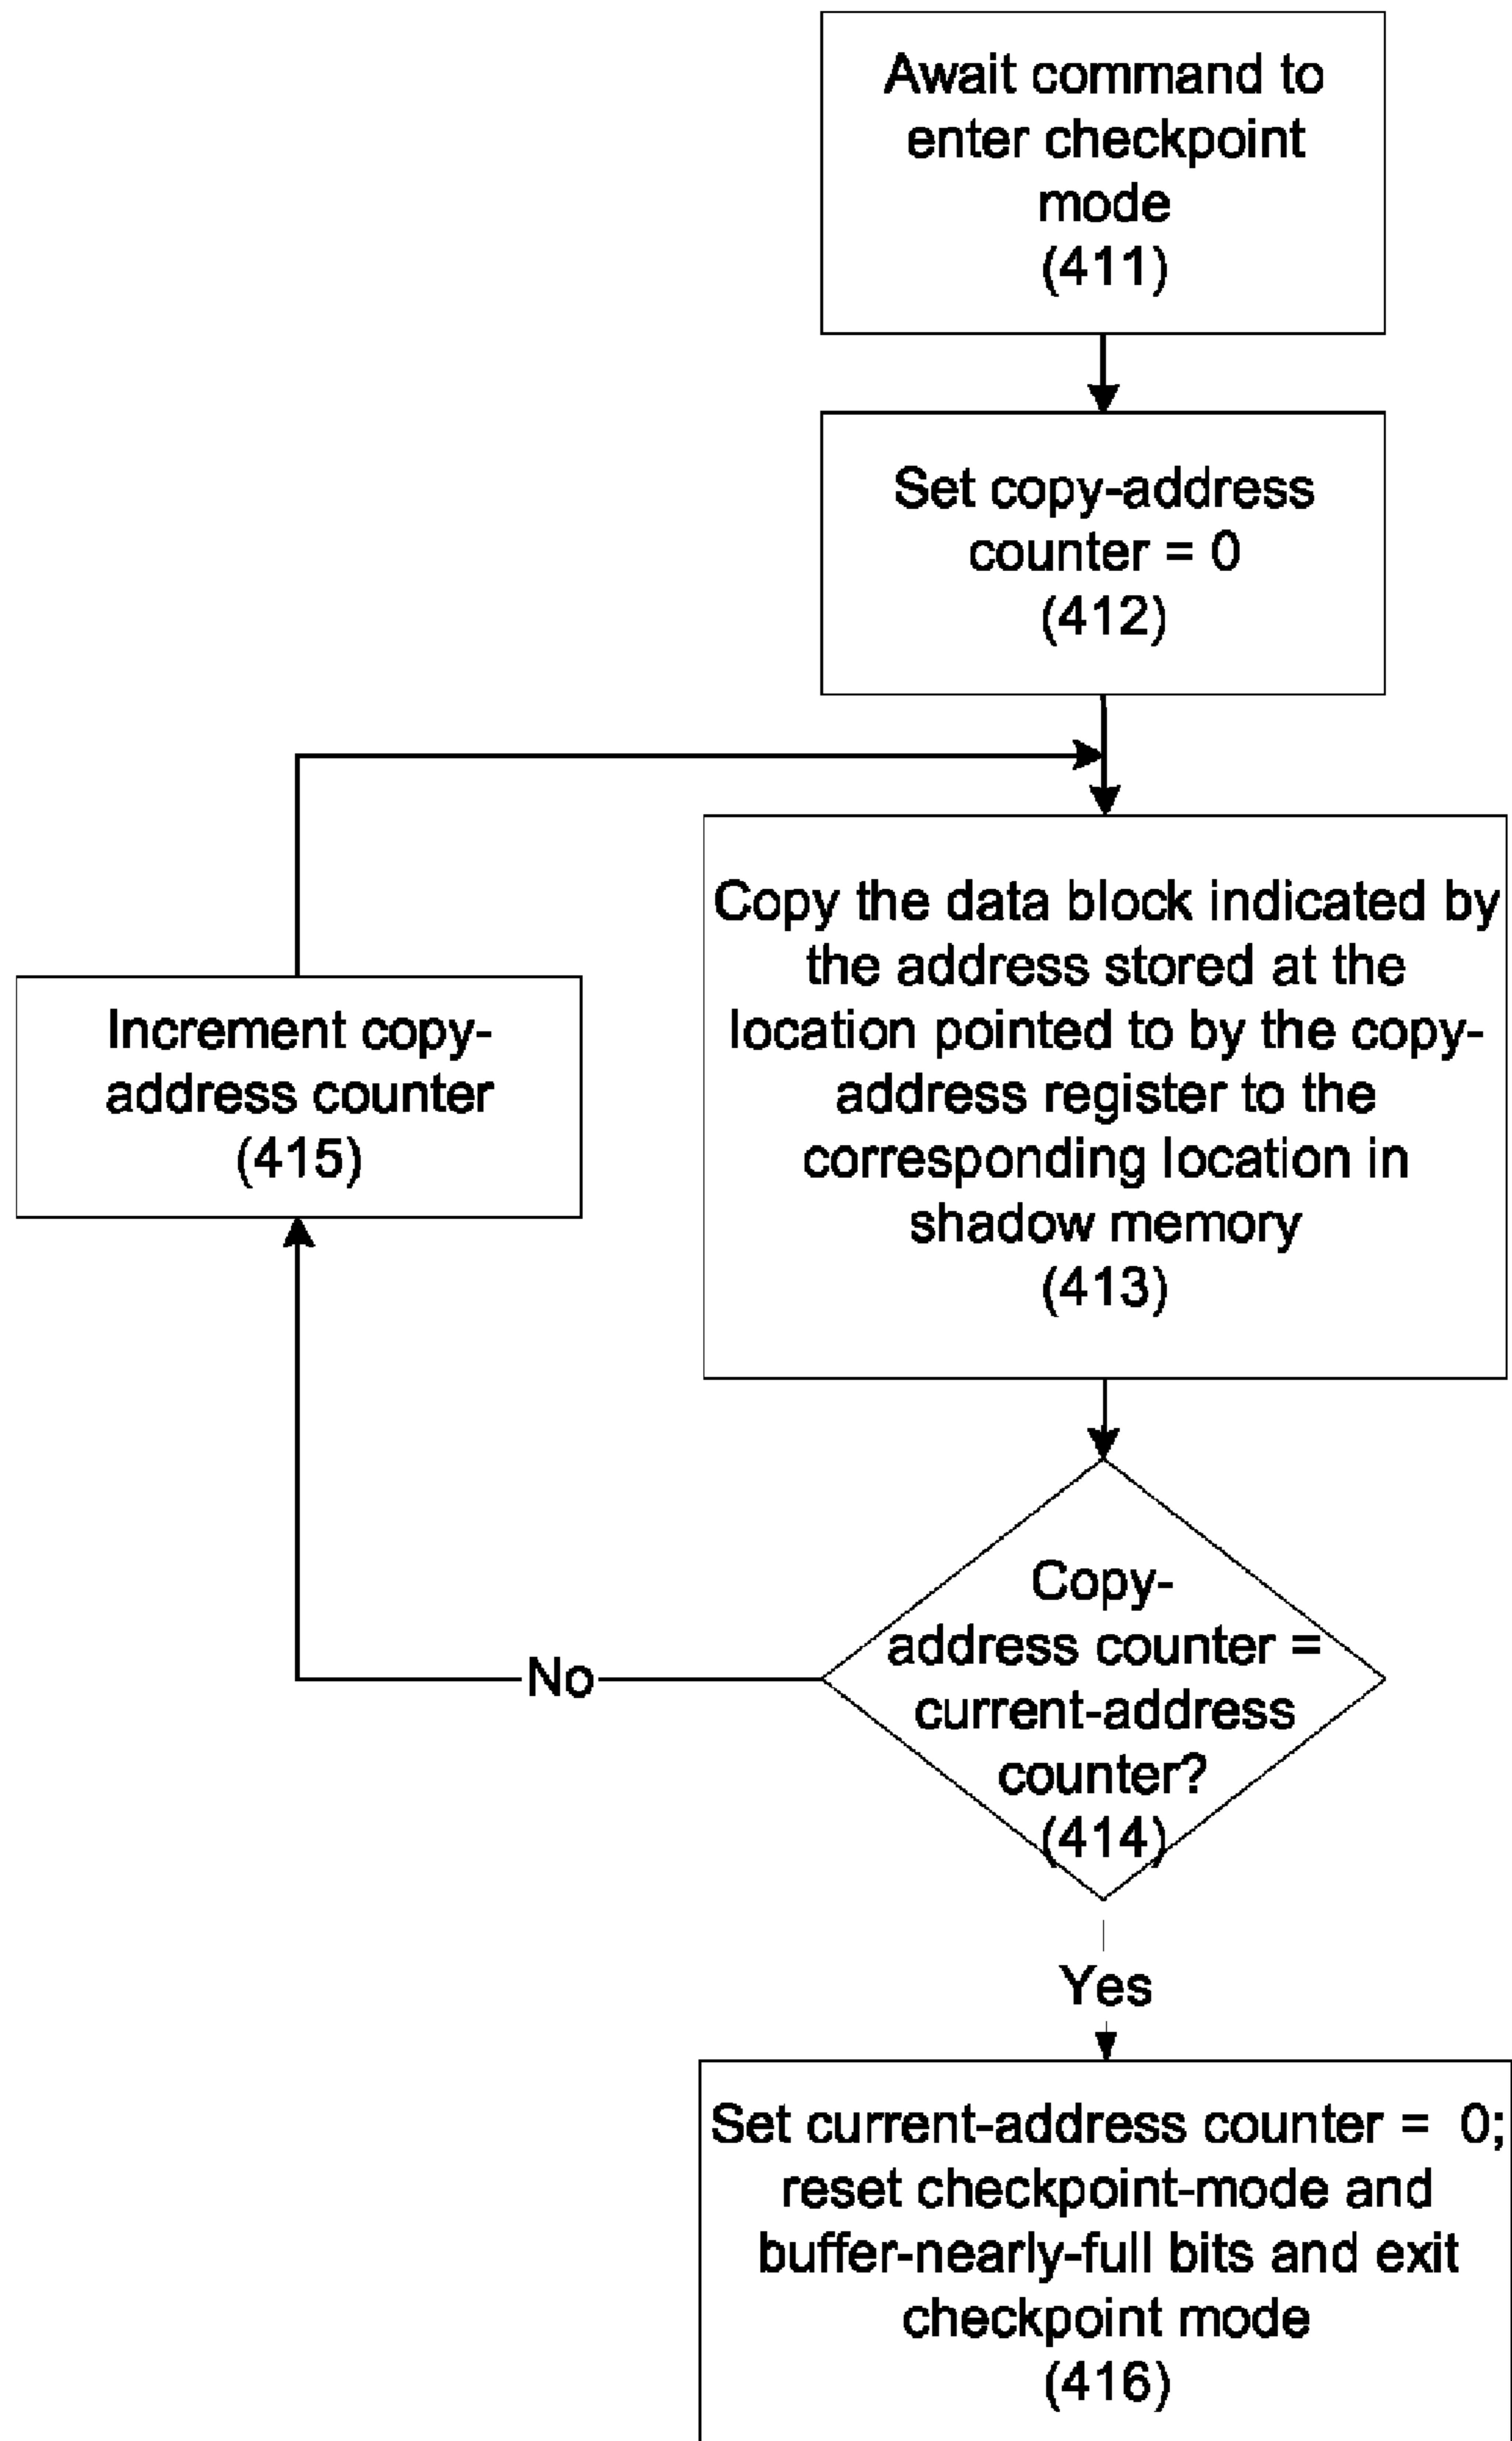 Await command to
enter checkpoint
mode
(411)
Set copy-address
counter = 0
(412)
Copy the data block indicated by
the address stored at the
location pointed to by the copy-
address register to the
corresponding location in
shadow memory
(413)
Increment copy-
address counter
(415)
Copy-
address counter =
current-address
counter?
(414)
No
Yes
Set current-address counter = 0;
reset checkpoint-mode and
buffer-nearly-full bits and exit
checkpoint mode
(416)